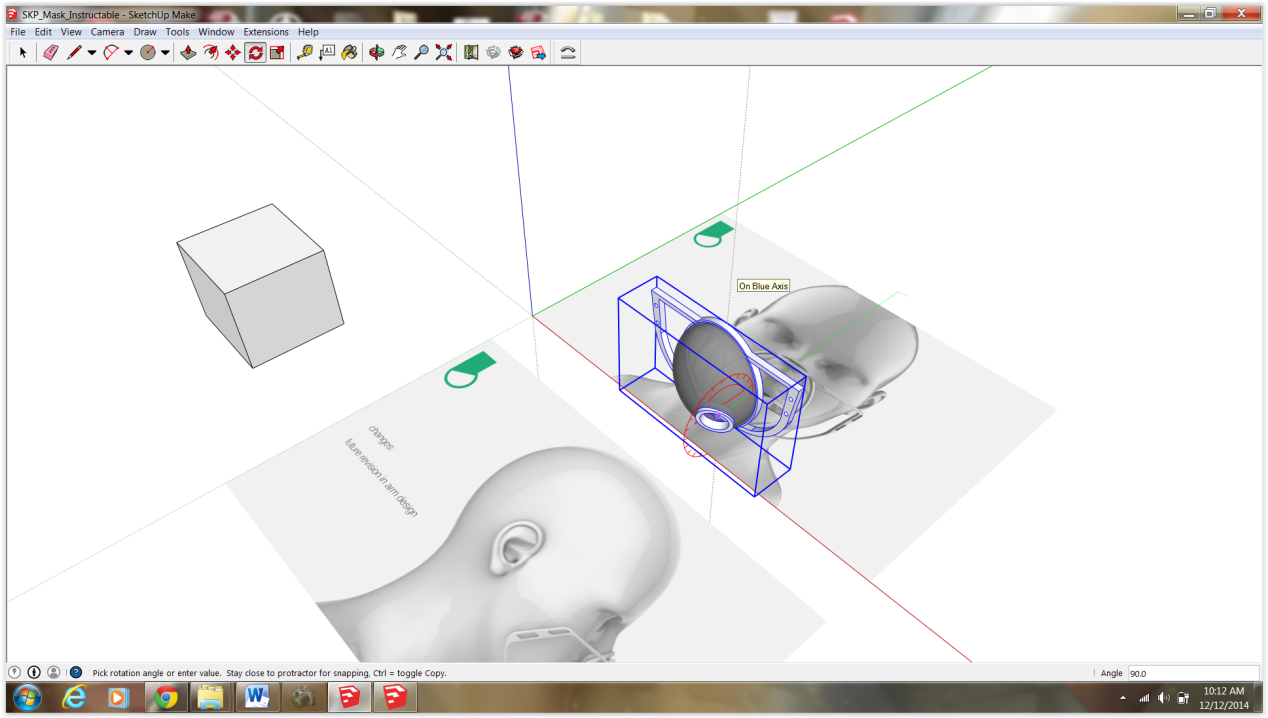 SKP_Mask_Instructable - SketchUp Make
File Edit View Camera Draw Tools Window Extensions Help
A1
On Blue Axis
changes:
future revision in arm design
Pick rotation angle or enter value. Stay close to protractor for snapping, Ctrl = toggle Copy.
Angle 90.0
10:12 AM
12/12/2014